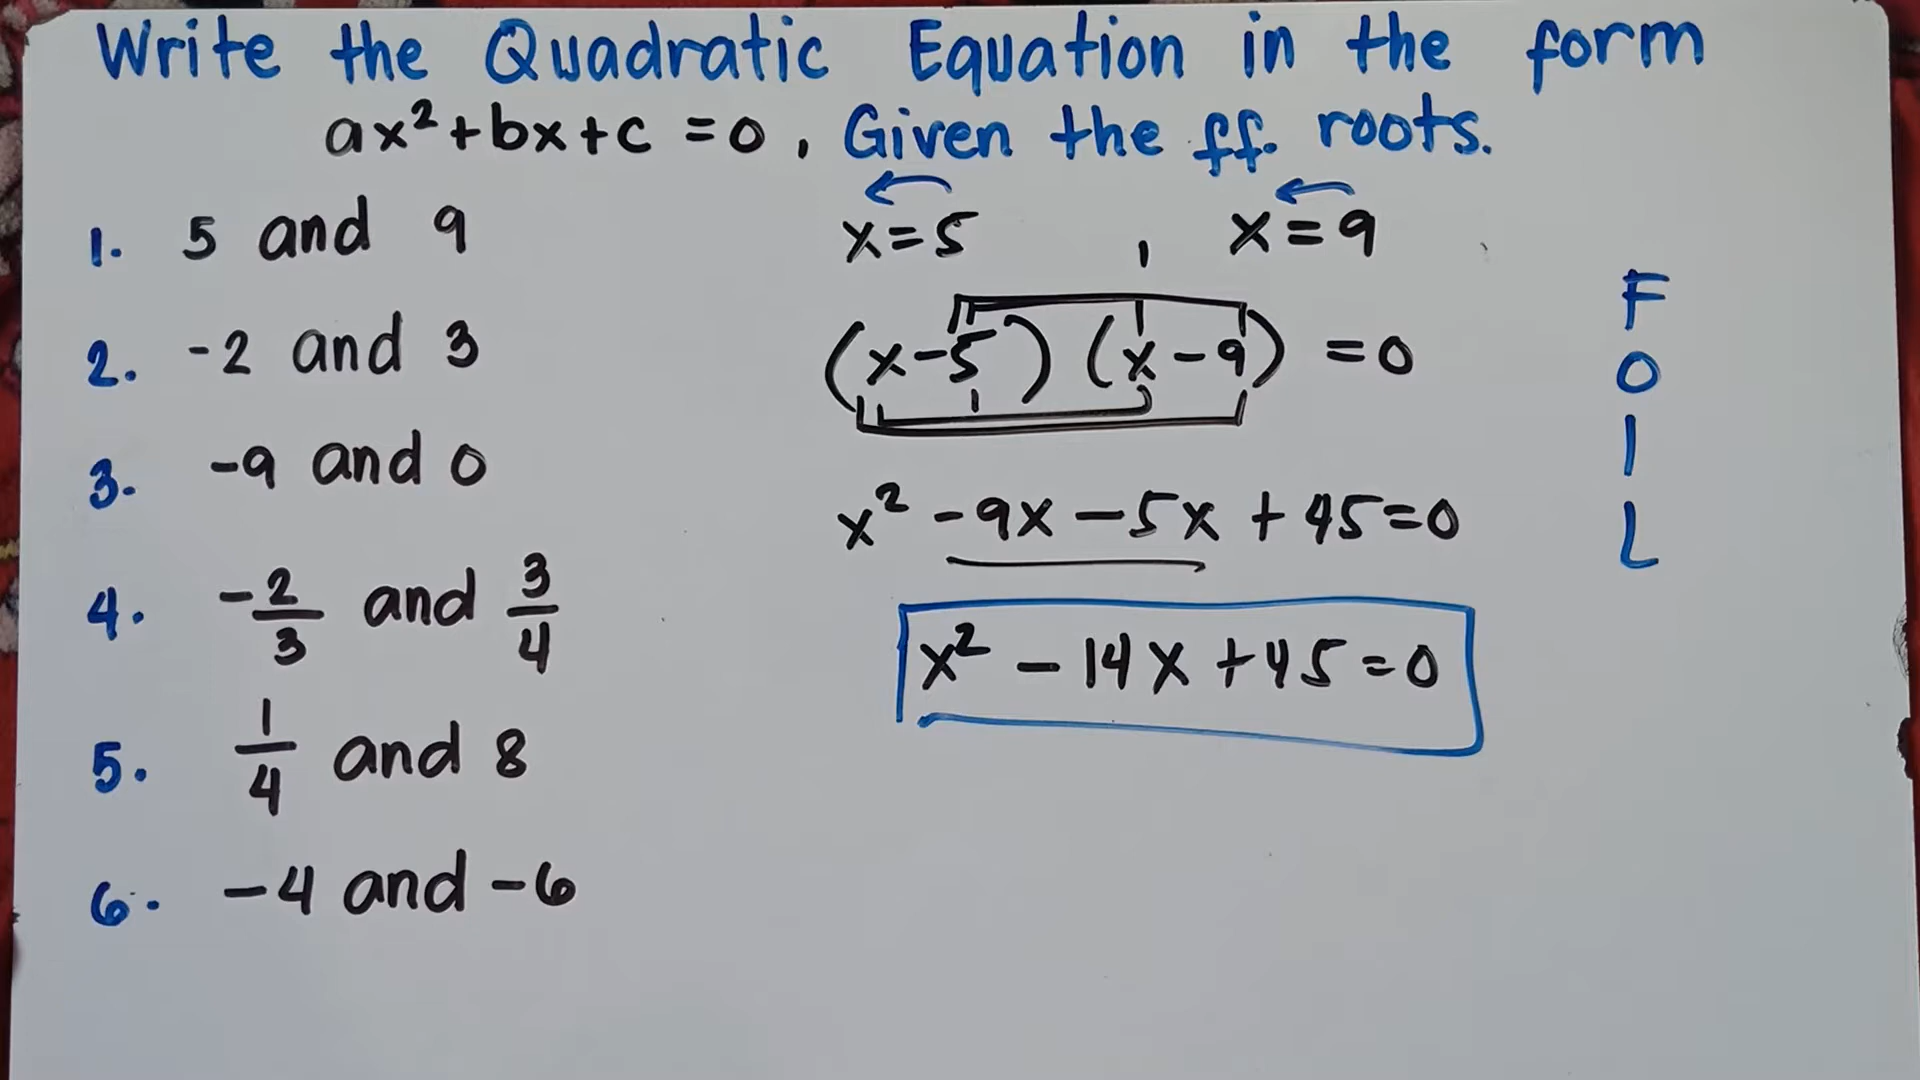 Write the Quadratic Equation in the form
ax²+bx+c=0, Given the ff. roots.
1. 5 and 9
2. -2 and 3
3. -9 and 0
4. -2/3 and 3/4
5. 1/4 and 8
6. -4 and -6
x=5 , x=9
(x-5) (x-9) =0
x² -9x -5x +45=0
x² - 14x +45=0
F
O
I
L